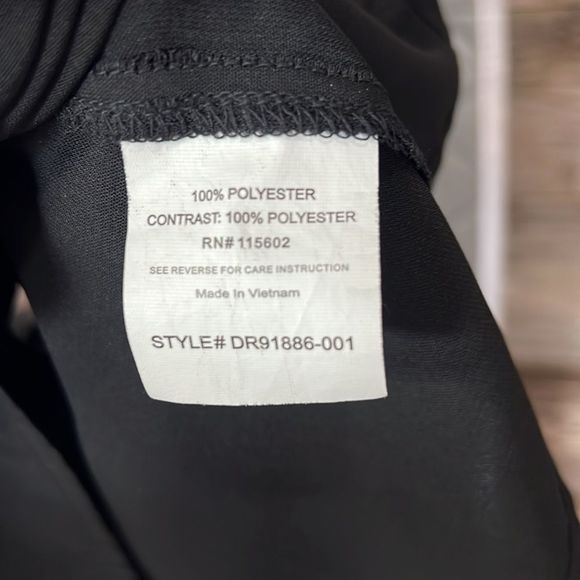 100% POLYESTER
CONTRAST: 100% POLYESTER
RN# 115602
SEE REVERSE FOR CARE INSTRUCTION
Made In Vietnam
STYLE# DR91886-001